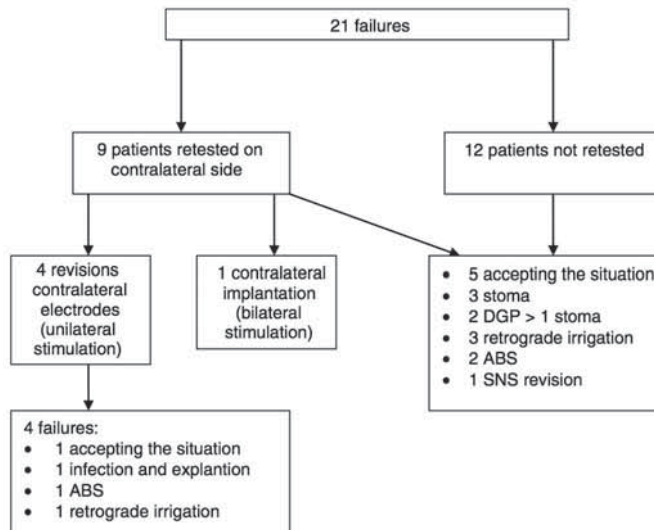 21 failures
9 patients retested on
contralateral side
12 patients not retested
4 revisions
contralateral
electrodes
(unilateral
stimulation)
1 contralateral
implantation
(bilateral
stimulation)
• 5 accepting the situation
• 3 stoma
• 2 DGP > 1 stoma
• 3 retrograde irrigation
• 2 ABS
• 1 SNS revision
4 failures:
• 1 accepting the situation
• 1 infection and explantion
• 1 ABS
• 1 retrograde irrigation